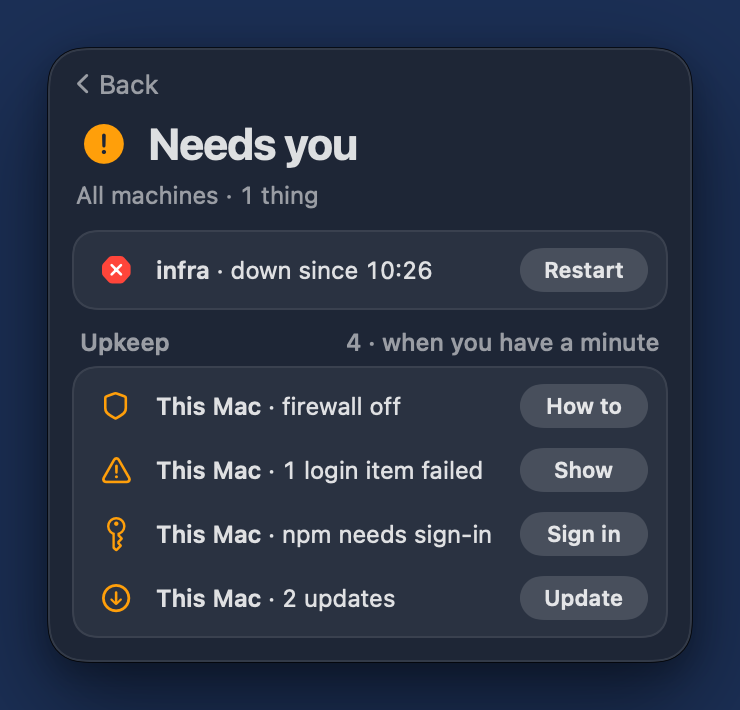 Back
Needs you
All machines · 1 thing
infra · down since 10:26 Restart
Upkeep 4 · when you have a minute
This Mac · firewall off How to
This Mac · 1 login item failed Show
This Mac · npm needs sign-in Sign in
This Mac · 2 updates Update